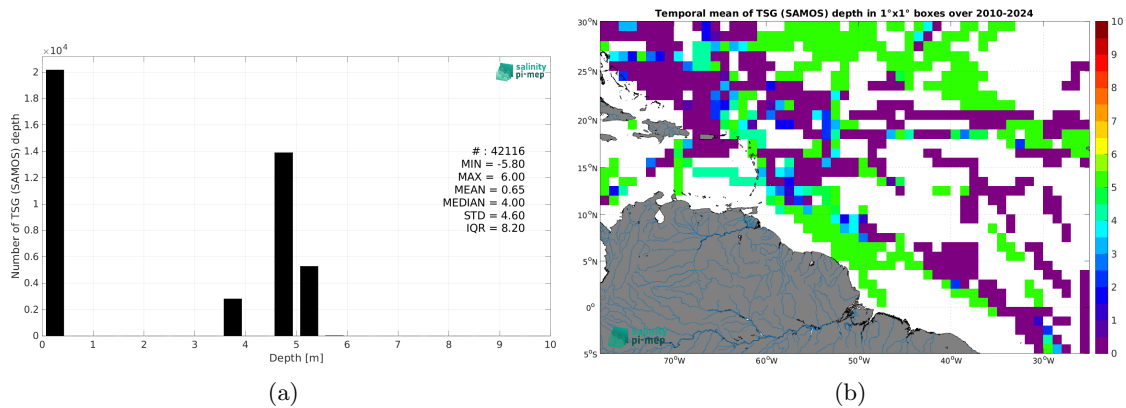 ×10⁴
2
1.8
1.6
1.4
1.2
1
0.8
0.6
0.4
0.2
0
Number of TSG (SAMOS) depth
salinity
pi-mep
# : 42116
MIN = -5.80
MAX = 6.00
MEAN = 0.65
MEDIAN = 4.00
STD = 4.60
IQR = 8.20
0 1 2 3 4 5 6 7 8 9 10
Depth [m]
(a)
Temporal mean of TSG (SAMOS) depth in 1°x1° boxes over 2010-2024
30°N
25°N
20°N
15°N
10°N
5°N
0°
5°S
salinity
pi-mep
70°W 60°W 50°W 40°W 30°W
10
9
8
7
6
5
4
3
2
1
0
(b)